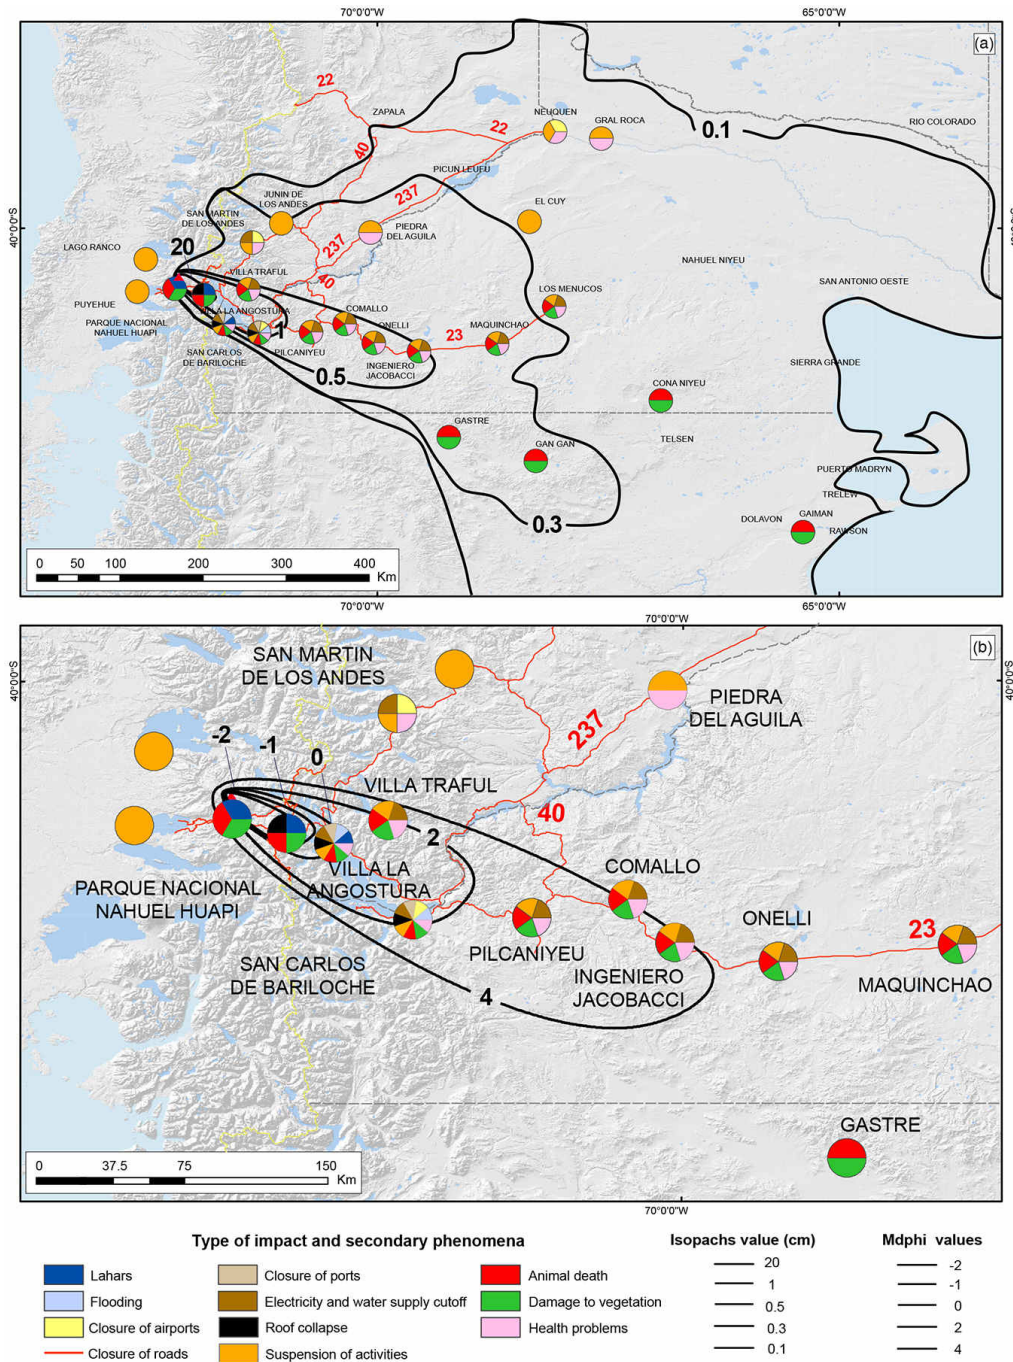 70°0'0"W
65°0'0"W
(a)
22
ZAPALA
NEUQUEN
GRAL ROCA
0.1
RIO COLORADO
22
40
PICUN LEUFU
237
JUNIN DE
LOS ANDES
EL CUY
SAN MARTIN
DE LOS ANDES
40°0'0"S
40°0'0"S
PIEDRA
DEL AGUILA
LAGO RANCO
20
237
NAHUEL NIYEU
VILLA TRAFUL
40
SAN ANTONIO OESTE
LOS MENUCOS
PUYEHUE
VILLA LA ANGOSTURA
COMALLO
PARQUE NACIONAL
NAHUEL HUAPI
1
ONELLI
23
MAQUINCHAO
SAN CARLOS
DE BARILOCHE
PILCANIYEU
INGENIERO
JACOBACCI
SIERRA GRANDE
0.5
CONA NIYEU
GASTRE
TELSEN
GAN GAN
PUERTO MADRYN
TRELEW
0.3
DOLAVON
GAIMAN
RAWSON
0 50 100 200 300 400
Km
70°0'0"W
65°0'0"W
70°0'0"W
(b)
SAN MARTIN
DE LOS ANDES
40°0'0"S
40°0'0"S
PIEDRA
DEL AGUILA
237
-2
-1
0
VILLA TRAFUL
40
2
COMALLO
VILLA LA
ANGOSTURA
PARQUE NACIONAL
NAHUEL HUAPI
ONELLI
23
PILCANIYEU
SAN CARLOS
DE BARILOCHE
INGENIERO
JACOBACCI
MAQUINCHAO
4
GASTRE
0 37.5 75 150
Km
70°0'0"W
Type of impact and secondary phenomena
Lahars
Flooding
Closure of airports
Closure of roads
Closure of ports
Electricity and water supply cutoff
Roof collapse
Suspension of activities
Animal death
Damage to vegetation
Health problems
Isopachs value (cm)
20
1
0.5
0.3
0.1
Mdphi values
-2
-1
0
2
4